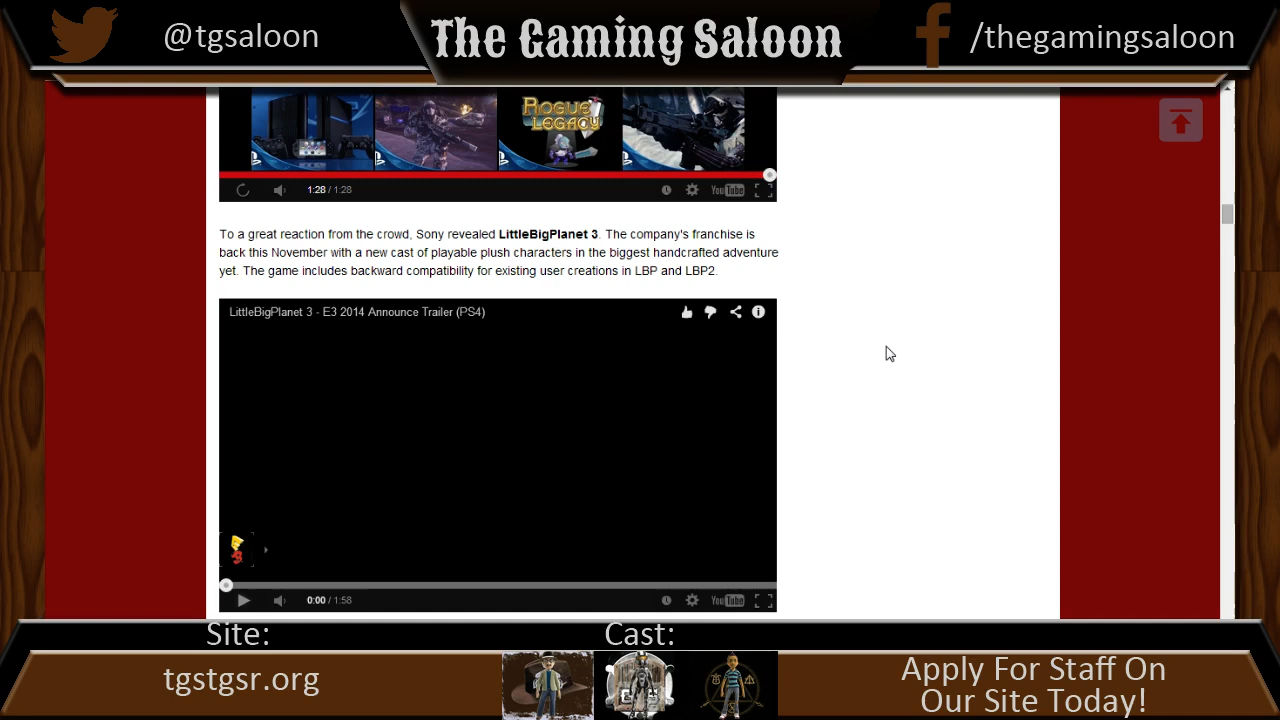 @tgsaloon
The Gaming Saloon
/thegamingsaloon
ROGUE
LEGACY
1:28 / 1:28
YouTube
To a great reaction from the crowd, Sony revealed LittleBigPlanet 3. The company's franchise is
back this November with a new cast of playable plush characters in the biggest handcrafted adventure
yet. The game includes backward compatibility for existing user creations in LBP and LBP2.
LittleBigPlanet 3 - E3 2014 Announce Trailer (PS4)
E3
0:00 / 1:58
YouTube
Site:
Cast:
tgstgsr.org
Apply For Staff On
Our Site Today!